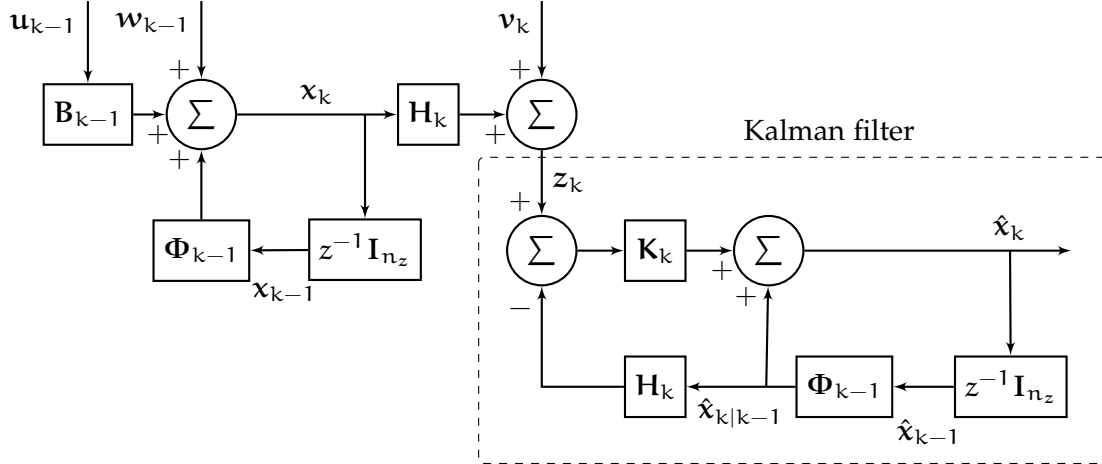 u_{k−1}
w_{k−1}
v_k
+
+
B_{k−1}
+
Σ
x_k
H_k
+
Σ
+
Kalman filter
z_k
+
Φ_{k−1}
z^{−1}I_{n_z}
x_{k−1}
Σ
K_k
+
Σ
x̂_k
−
+
H_k
x̂_{k|k−1}
Φ_{k−1}
x̂_{k−1}
z^{−1}I_{n_z}